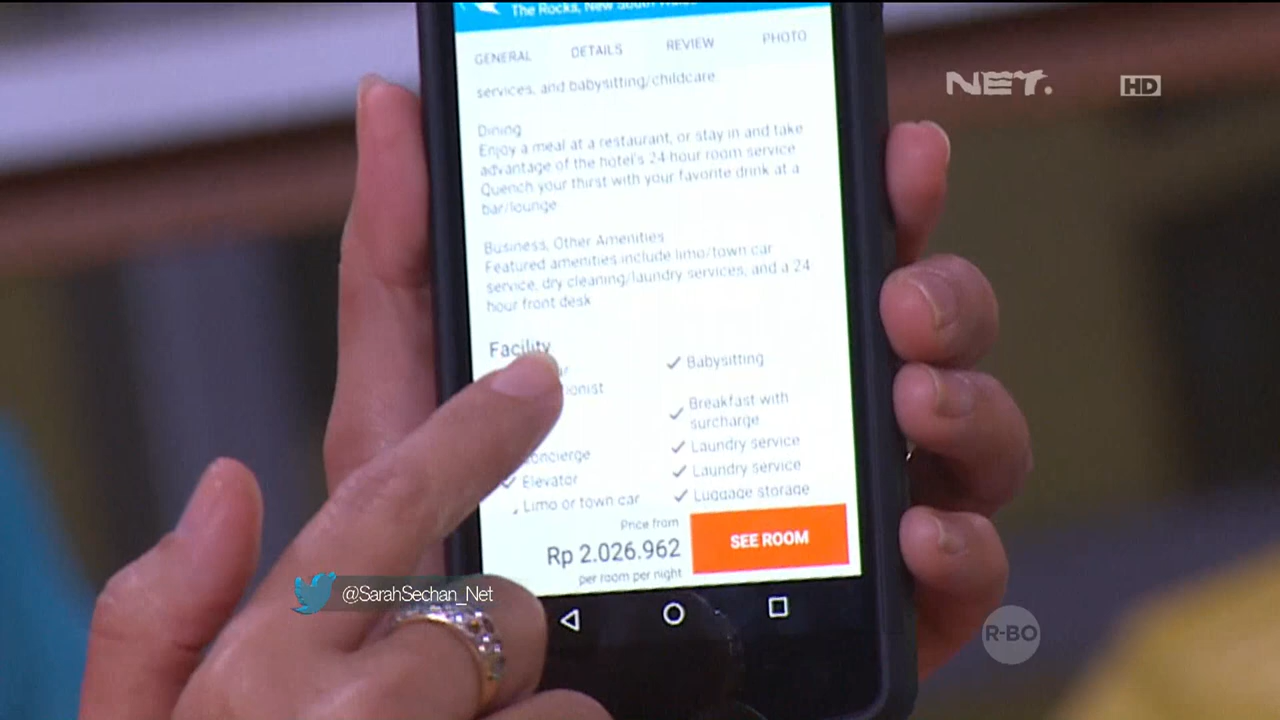 The Rocks, New South Wales
GENERAL DETAILS REVIEW PHOTO
NET. HD
services, and babysitting/childcare.
Dining
Enjoy a meal at a restaurant, or stay in and take
advantage of the hotel's 24 hour room service
Quench your thirst with your favorite drink at a
bar/lounge
Business, Other Amenities
Featured amenities include limo/town car
service, dry cleaning/laundry services, and a 24
hour front desk
Facility
Babysitting
Breakfast with
surcharge
Laundry service
Elevator
Laundry service
Limo or town car
Luggage storage
Price from
Rp 2.026.962
per room per night
SEE ROOM
@SarahSechan_Net
R-BO